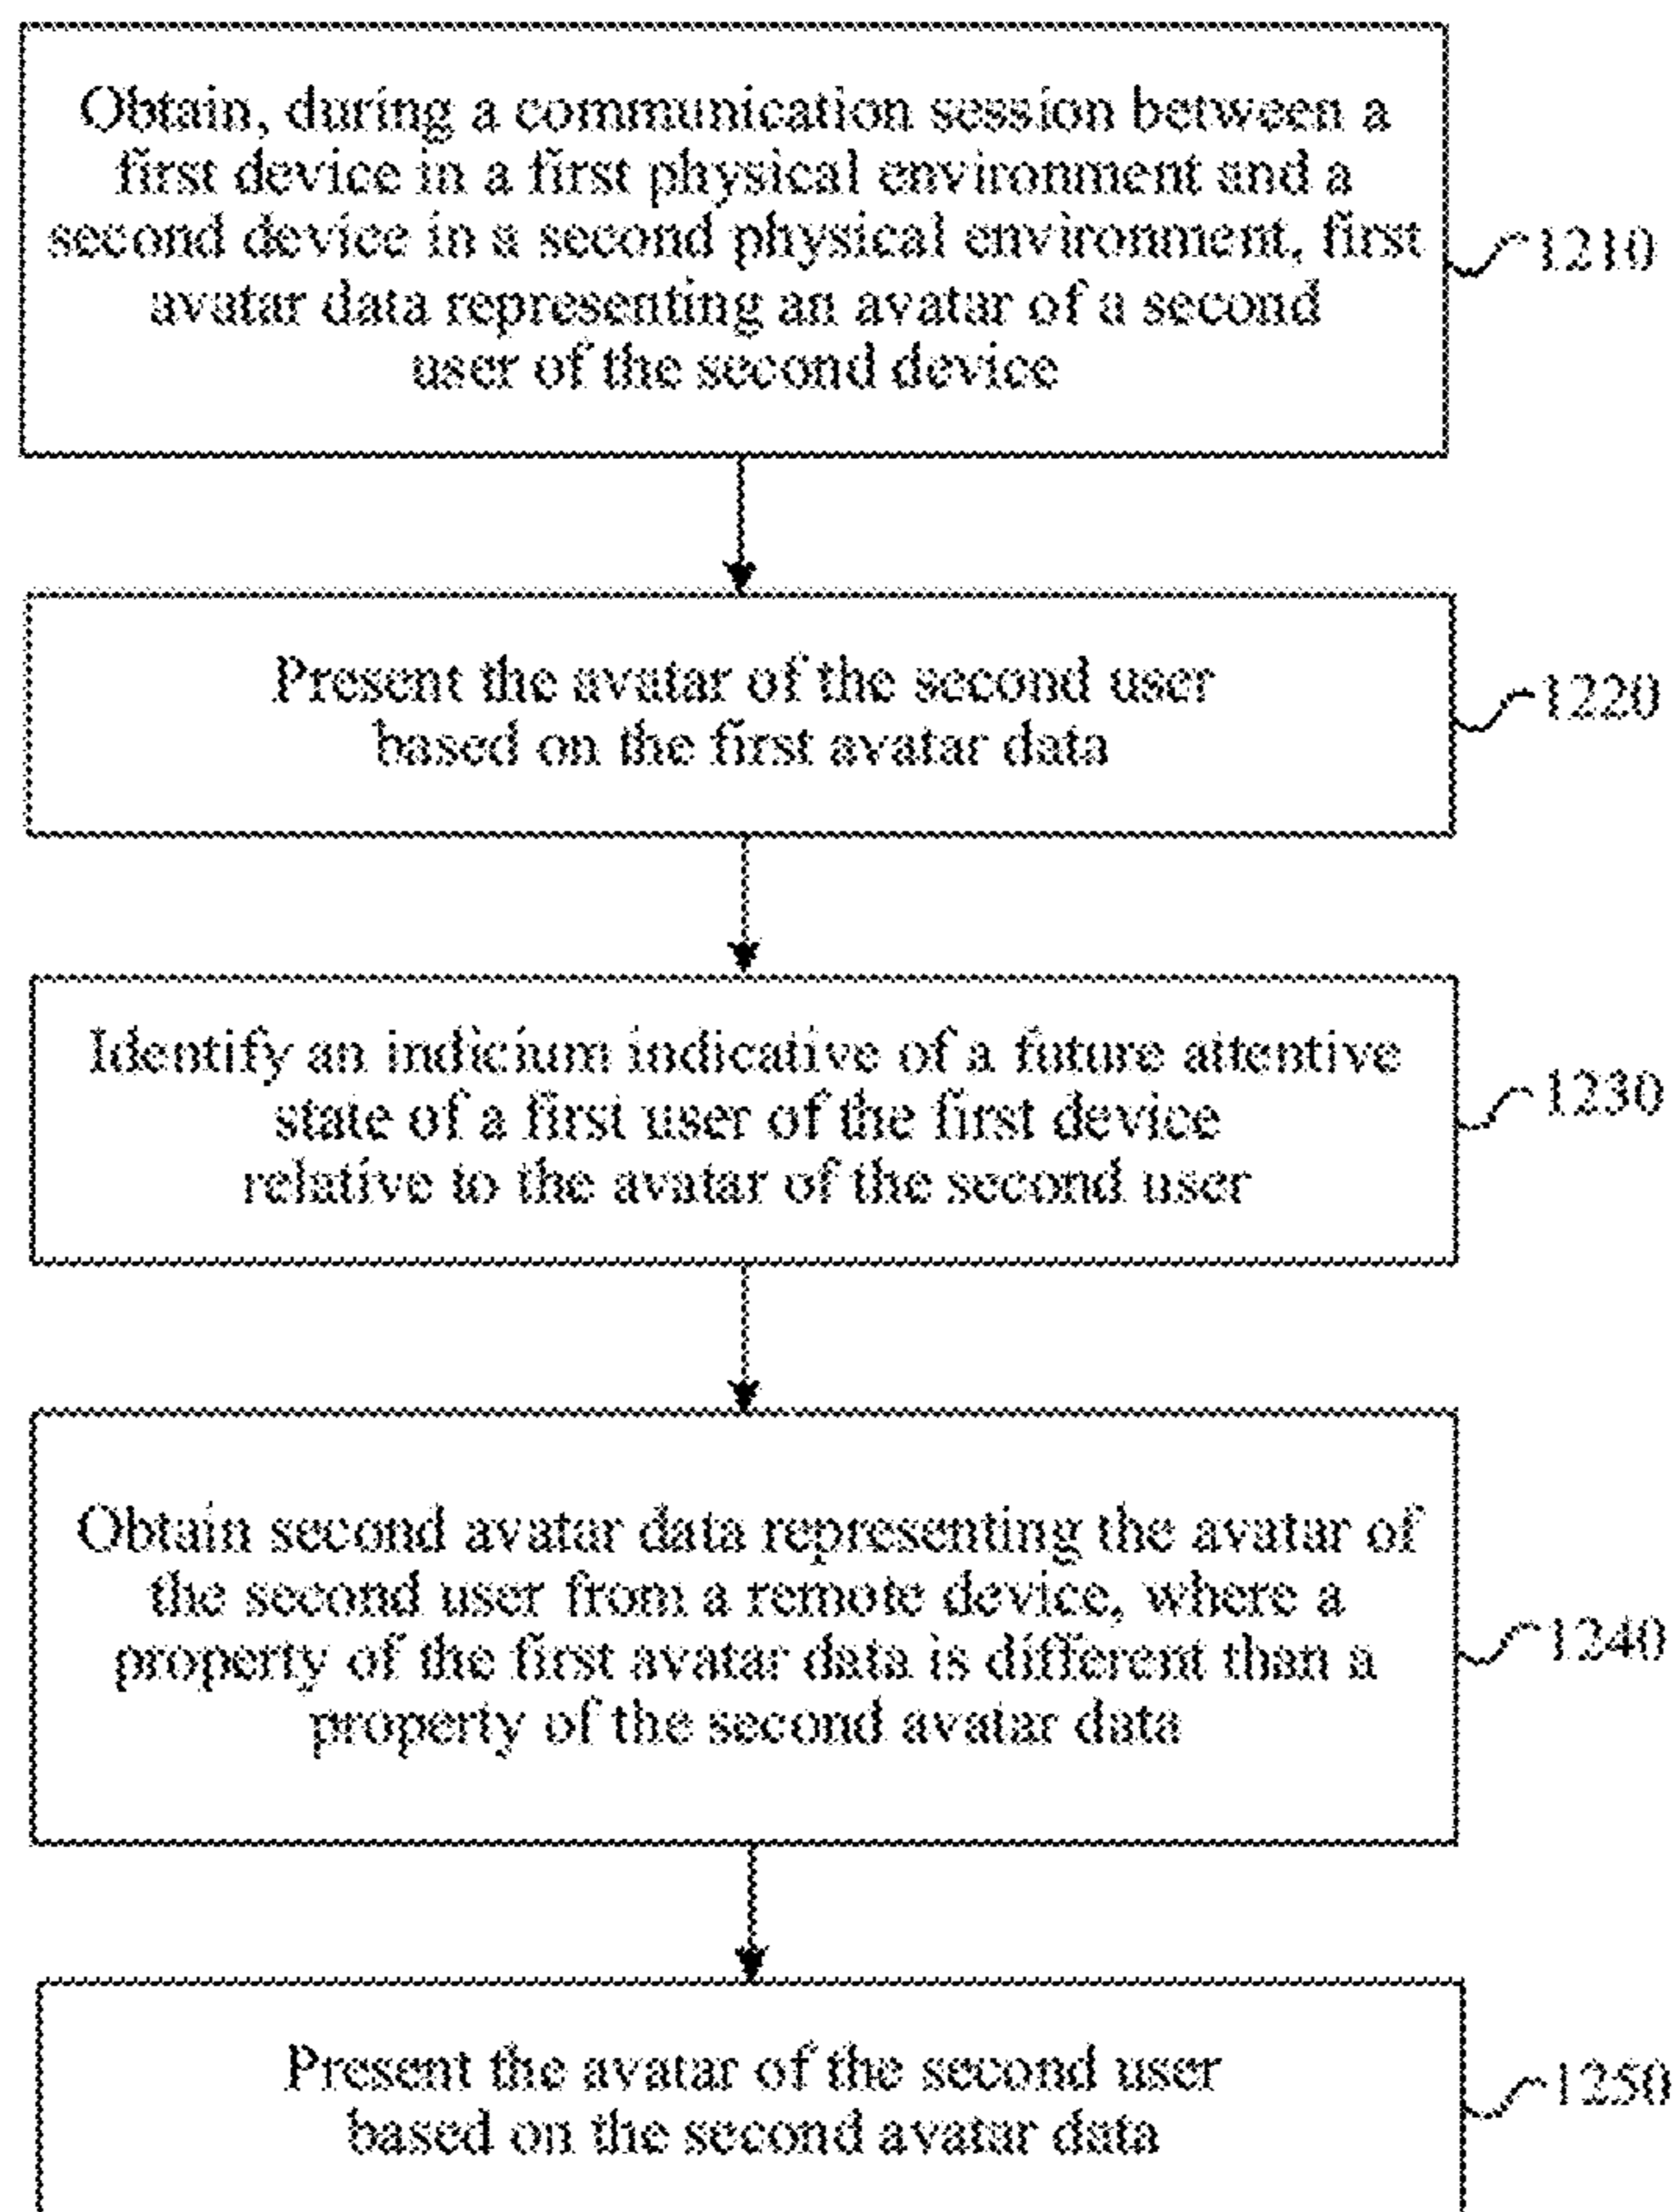 Obtain, during a communication session between a
first device in a first physical environment and a
second device in a second physical environment, first
avatar data representing an avatar of a second
user of the second device
1210
Present the avatar of the second user
based on the first avatar data
1220
Identify an indicium indicative of a future attentive
state of a first user of the first device
relative to the avatar of the second user
1230
Obtain second avatar data representing the avatar of
the second user from a remote device, where a
property of the first avatar data is different than a
property of the second avatar data
1240
Present the avatar of the second user
based on the second avatar data
1250